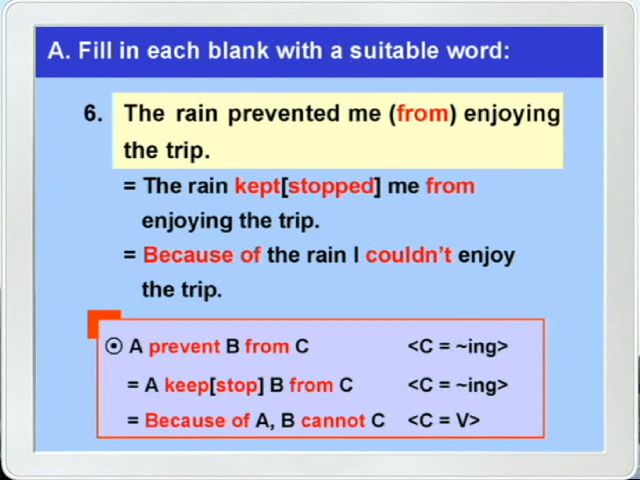 A. Fill in each blank with a suitable word:
6. The rain prevented me (from) enjoying
the trip.
= The rain kept[stopped] me from
enjoying the trip.
= Because of the rain I couldn't enjoy
the trip.
⊙ A prevent B from C <C = ~ing>
= A keep[stop] B from C <C = ~ing>
= Because of A, B cannot C <C = V>